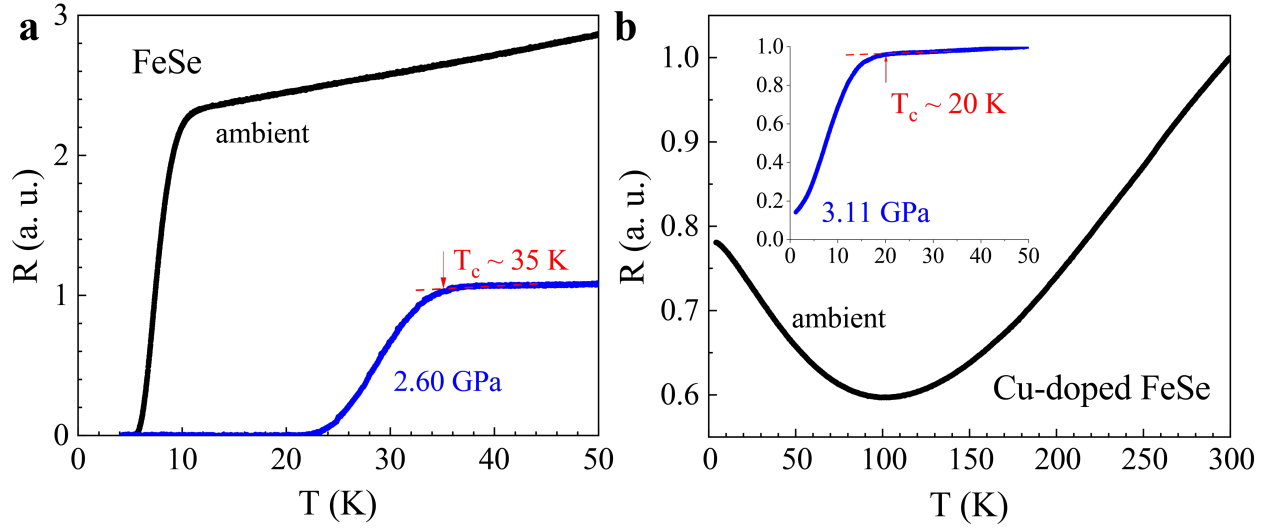 a
FeSe
ambient
T_c ~ 35 K
2.60 GPa
R (a. u.)
3
2
1
0
0 10 20 30 40 50
T (K)
b
1.0
0.8
0.6
0.4
0.2
0.0
0 10 20 30 40 50
T_c ~ 20 K
3.11 GPa
ambient
Cu-doped FeSe
R (a. u.)
1.0
0.9
0.8
0.7
0.6
0 50 100 150 200 250 300
T (K)